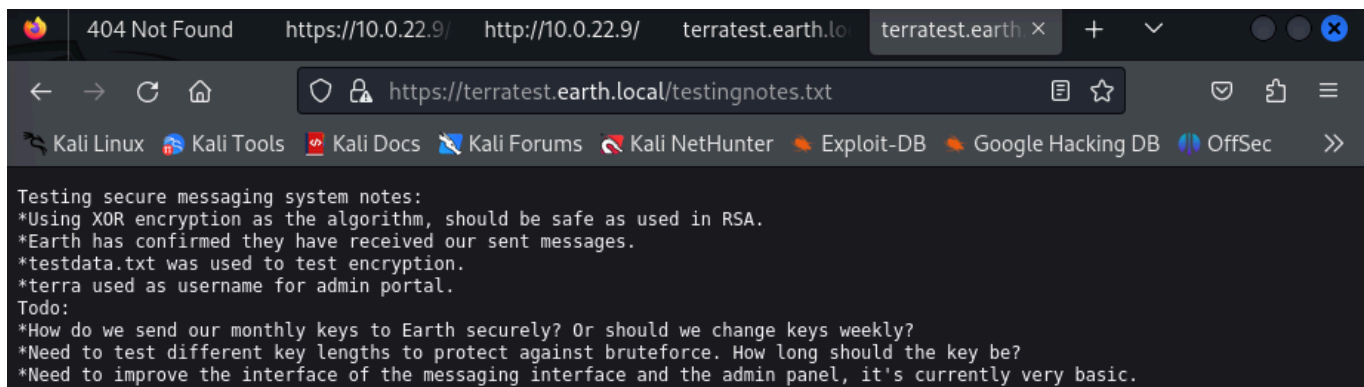 404 Not Found https://10.0.22.9/ http://10.0.22.9/ terratest.earth.lo terratest.earth.
https://terratest.earth.local/testingnotes.txt
Kali Linux Kali Tools Kali Docs Kali Forums Kali NetHunter Exploit-DB Google Hacking DB OffSec
Testing secure messaging system notes:
*Using XOR encryption as the algorithm, should be safe as used in RSA.
*Earth has confirmed they have received our sent messages.
*testdata.txt was used to test encryption.
*terra used as username for admin portal.
Todo:
*How do we send our monthly keys to Earth securely? Or should we change keys weekly?
*Need to test different key lengths to protect against bruteforce. How long should the key be?
*Need to improve the interface of the messaging interface and the admin panel, it's currently very basic.